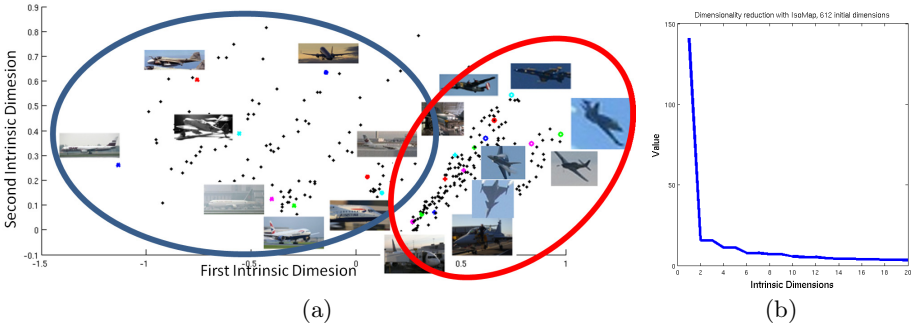 0.9
0.8
0.7
0.6
0.5
0.4
0.3
0.2
0.1
0
-0.1
Second Intrinsic Dimesion
-1.5
-1
-0.5
0
0.5
1
First Intrinsic Dimesion
(a)
Dimensionality reduction with IsoMap, 612 initial dimensions
150
100
50
0
Value
0 2 4 6 8 10 12 14 16 18 20
Intrinsic Dimensions
(b)